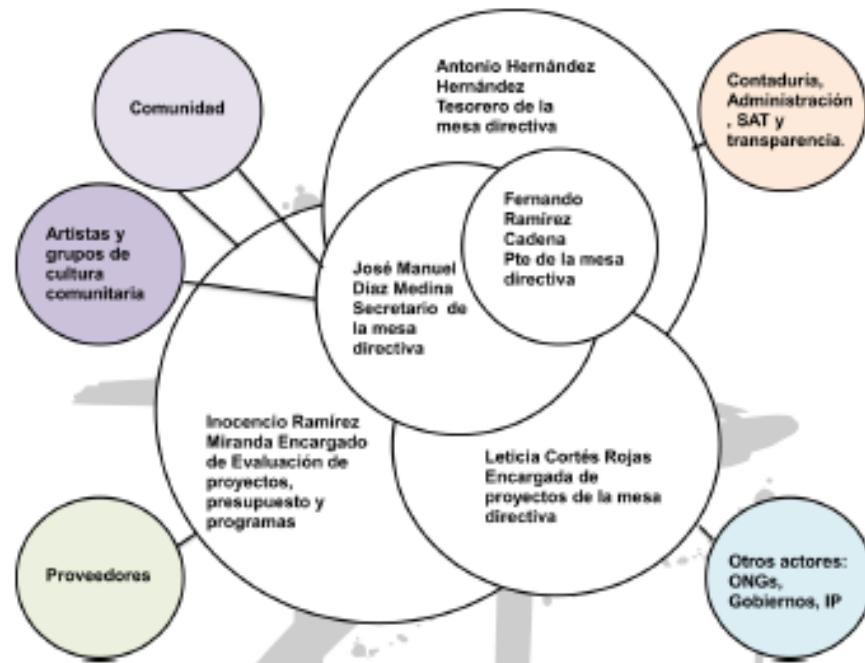 Antonio Hernández
Hernández
Tesorero de la
mesa directiva
Comunidad
Contaduría,
Administración
, SAT y
transparencia.
Artistas y
grupos de
cultura
comunitaria
Fernando
Ramírez
Cadena
Pte de la mesa
directiva
José Manuel
Díaz Medina
Secretario de
la mesa
directiva
Inocencio Ramírez
Miranda Encargado
de Evaluación de
proyectos,
presupuesto y
programas
Leticia Cortés Rojas
Encargada de
proyectos de la mesa
directiva
Proveedores
Otros actores:
ONGs,
Gobiernos, IP